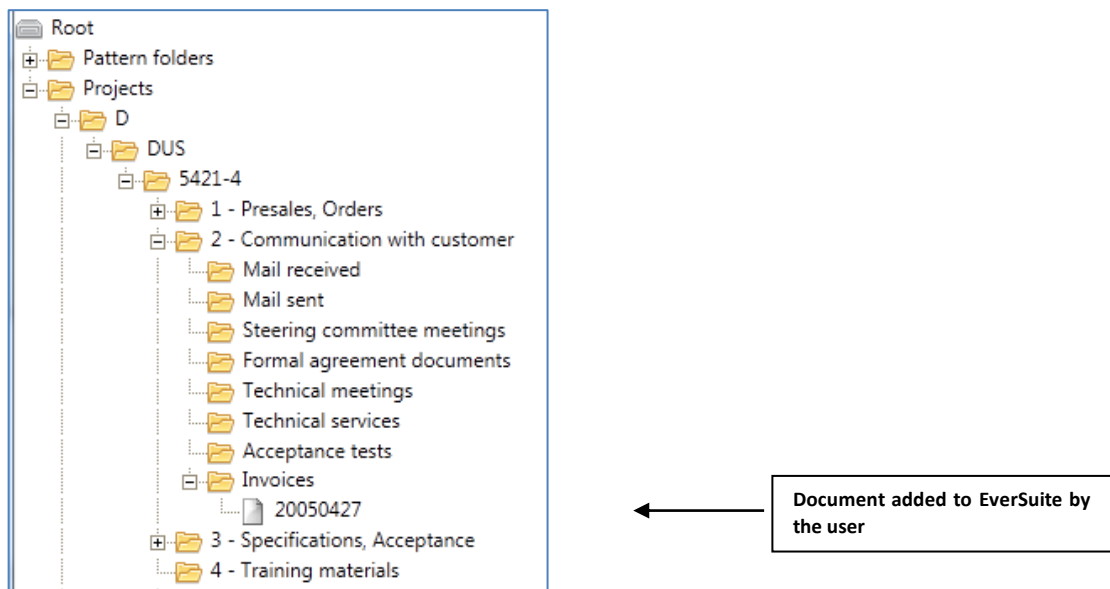 Root
Pattern folders
Projects
D
DUS
5421-4
1 - Presales, Orders
2 - Communication with customer
Mail received
Mail sent
Steering committee meetings
Formal agreement documents
Technical meetings
Technical services
Acceptance tests
Invoices
20050427
3 - Specifications, Acceptance
4 - Training materials
Document added to EverSuite by
the user